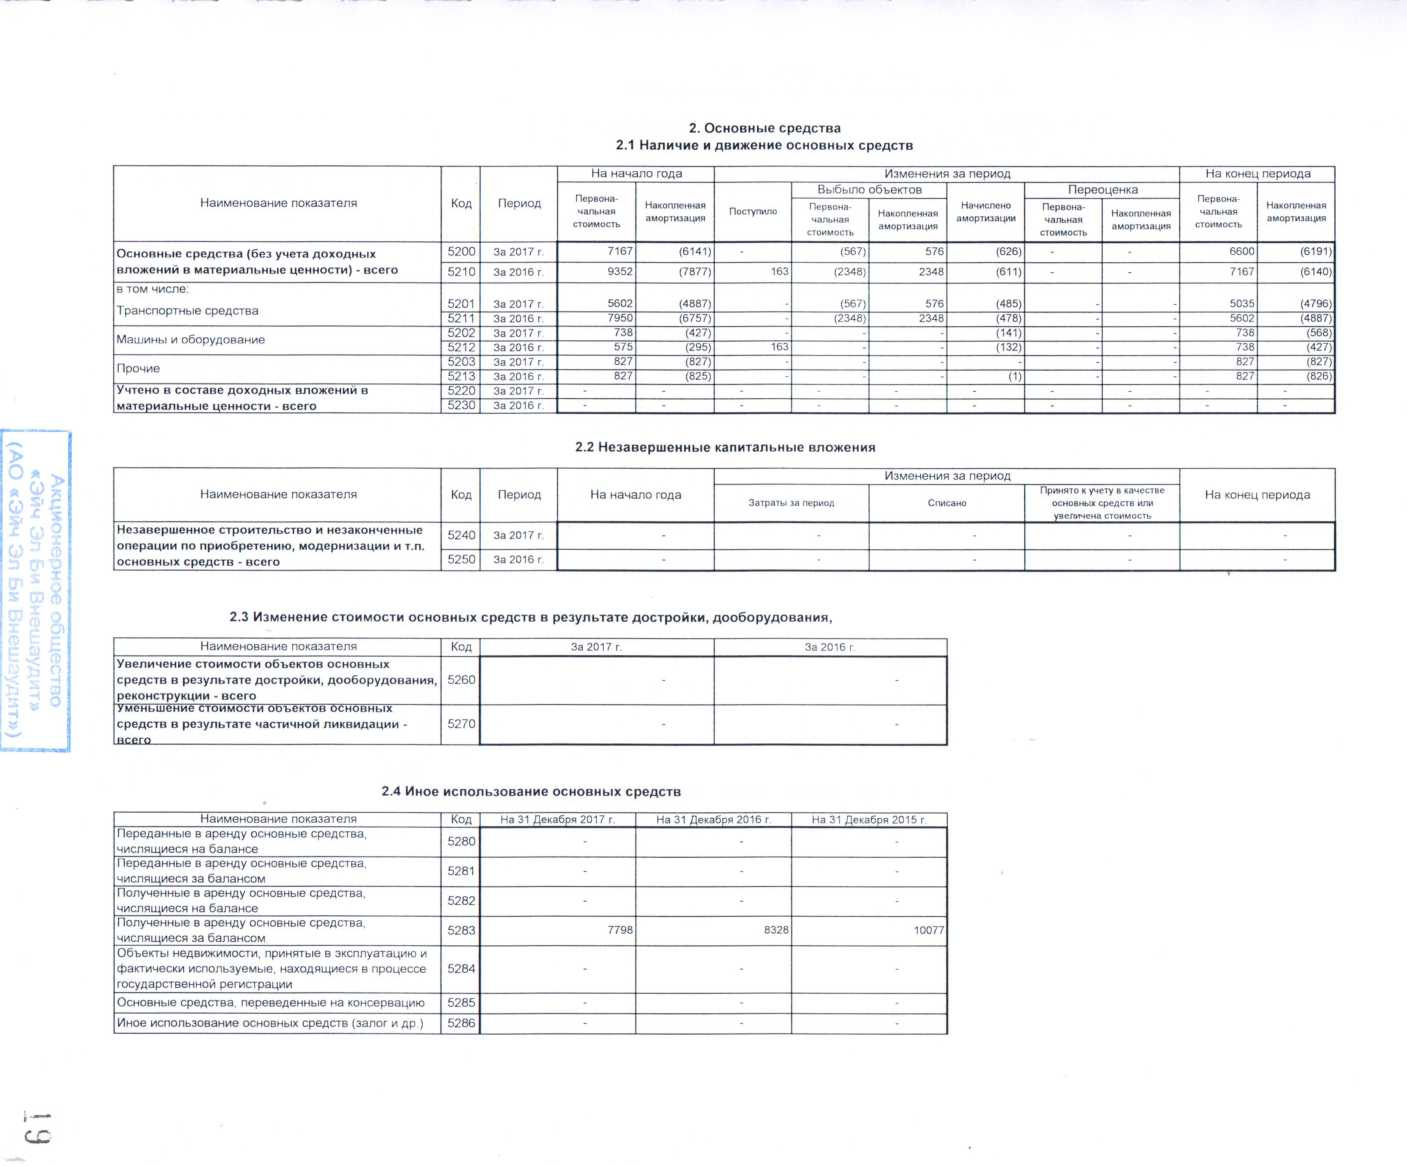 2. Основные средства
2.1 Наличие и движение основных средств
Наименование показателя Код Период На начало года Изменения за период На конец периода
Первона-чальная стоимость Накопленная амортизация Поступило Выбыло объектов Начислено амортизации Переоценка Первона-чальная стоимость Накопленная амортизация
Первона-чальная стоимость Накопленная амортизация Первона-чальная стоимость Накопленная амортизация
Основные средства (без учета доходных вложений в материальные ценности) - всего
5200 За 2017 г. 7167 (6141) - (567) 576 (626) - - 6600 (6191)
5210 За 2016 г. 9352 (7877) 163 (2348) 2348 (611) - - 7167 (6140)
в том числе:
Транспортные средства
5201 За 2017 г. 5602 (4887) - (567) 576 (485) - - 5035 (4796)
5211 За 2016 г. 7950 (6757) - (2348) 2348 (478) - - 5602 (4887)
Машины и оборудование
5202 За 2017 г. 738 (427) - - - (141) - - 738 (568)
5212 За 2016 г. 575 (295) 163 - - (132) - - 738 (427)
Прочие
5203 За 2017 г. 827 (827) - - - - - - 827 (827)
5213 За 2016 г. 827 (825) - - - (1) - - 827 (826)
Учтено в составе доходных вложений в материальные ценности - всего
5220 За 2017 г. - - - - - - - - - -
5230 За 2016 г. - - - - - - - - - -
2.2 Незавершенные капитальные вложения
Наименование показателя Код Период На начало года Изменения за период На конец периода
Затраты за период Списано Принято к учету в качестве основных средств или увеличена стоимость
Незавершенное строительство и незаконченные
операции по приобретению, модернизации и т.п.
основных средств - всего
5240 За 2017 г. - - - - -
5250 За 2016 г. - - - - -
2.3 Изменение стоимости основных средств в результате достройки, дооборудования,
Наименование показателя Код За 2017 г. За 2016 г.
Увеличение стоимости объектов основных
средств в результате достройки, дооборудования, 5260 - -
реконструкции - всего
Уменьшение стоимости объектов основных
средств в результате частичной ликвидации - 5270 - -
всего
2.4 Иное использование основных средств
Наименование показателя Код На 31 Декабря 2017 г. На 31 Декабря 2016 г. На 31 Декабря 2015 г.
Переданные в аренду основные средства,
числящиеся на балансе 5280 - - -
Переданные в аренду основные средства,
числящиеся за балансом 5281 - - -
Полученные в аренду основные средства,
числящиеся на балансе 5282 - - -
Полученные в аренду основные средства,
числящиеся за балансом 5283 7798 8328 10077
Объекты недвижимости, принятые в эксплуатацию и
фактически используемые, находящиеся в процессе 5284 - - -
государственной регистрации
Основные средства, переведенные на консервацию 5285 - - -
Иное использование основных средств (залог и др.) 5286 - - -
Акционерное общество
«Эйч Эл Би Внешаудит»
(АО «Эйч Эл Би Внешаудит»)
19